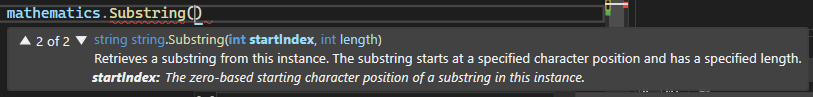 mathematics.Substring()
▲ 2 of 2 ▼ string string.Substring(int startIndex, int length)
Retrieves a substring from this instance. The substring starts at a specified character position and has a specified length.
startIndex: The zero-based starting character position of a substring in this instance.